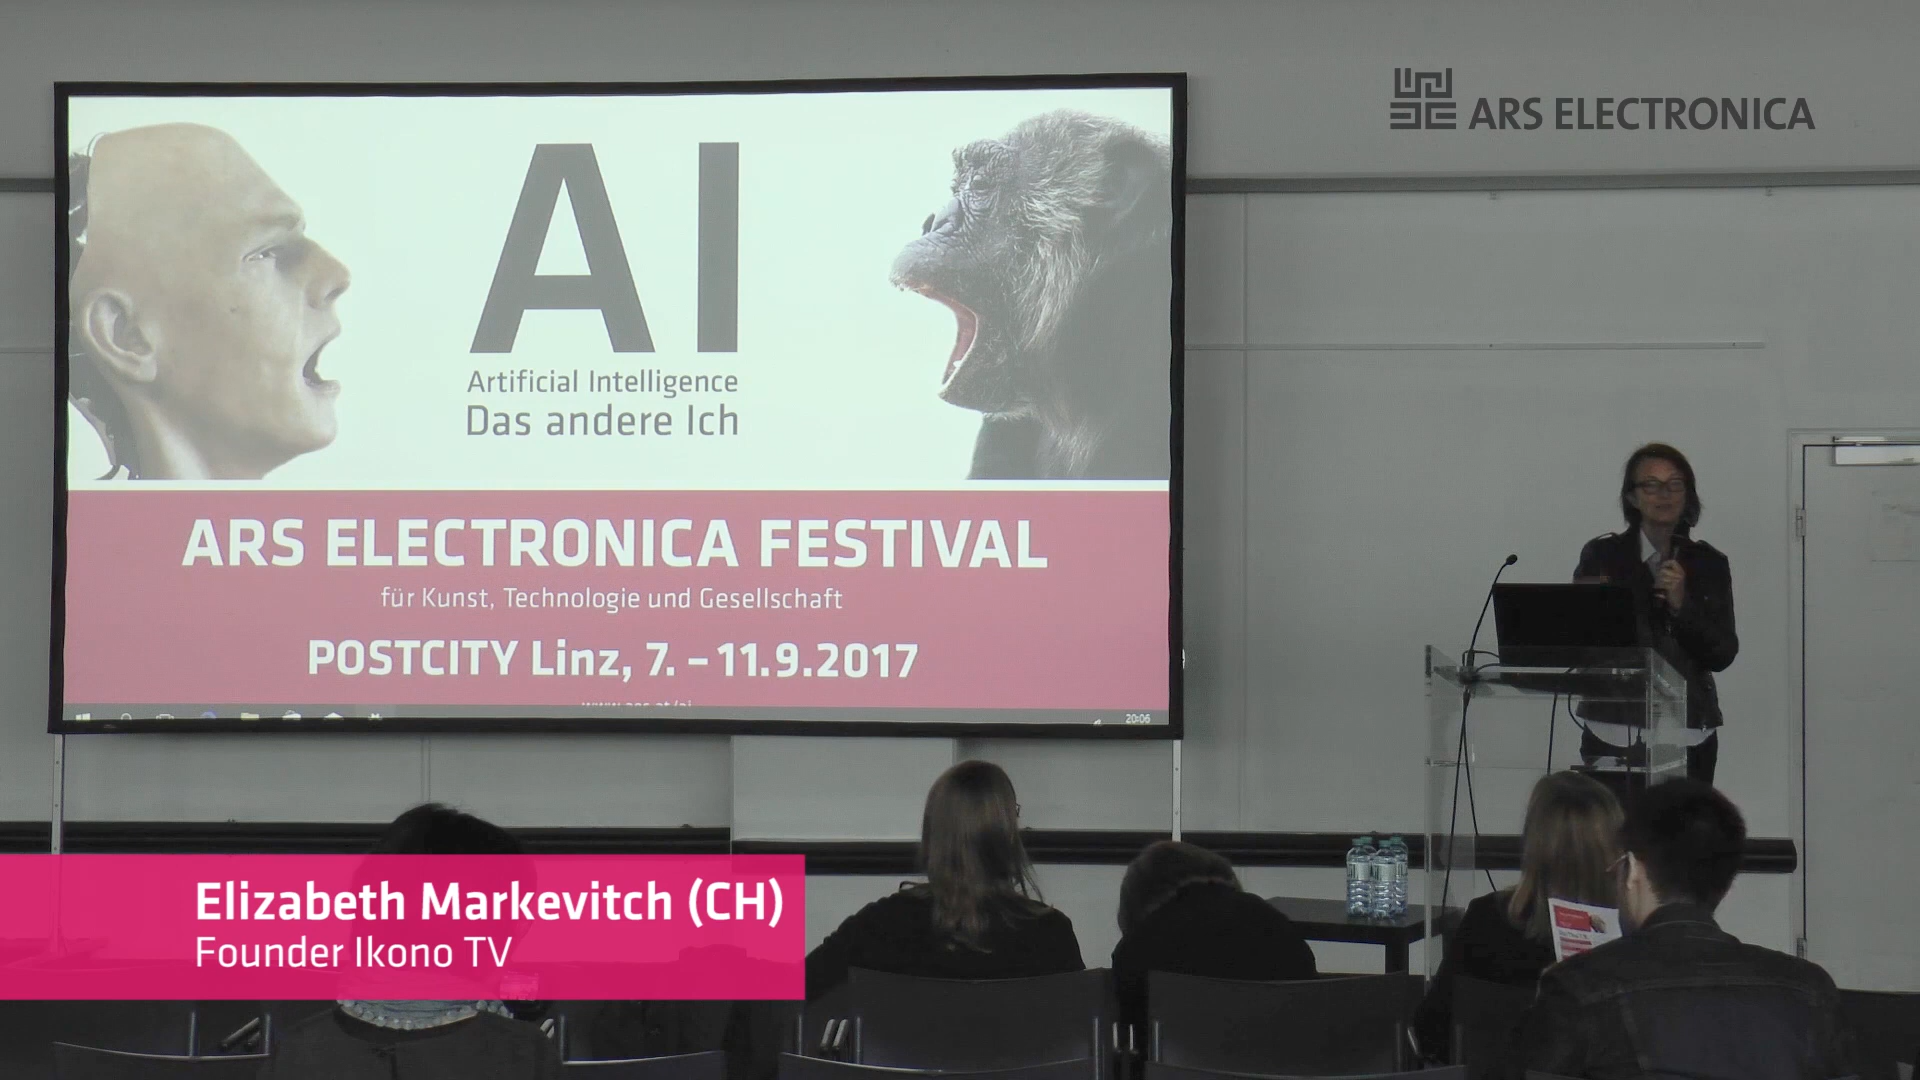 ARS ELECTRONICA
AI
Artificial Intelligence
Das andere Ich
ARS ELECTRONICA FESTIVAL
für Kunst, Technologie und Gesellschaft
POSTCITY Linz, 7. – 11.9.2017
20:06
Elizabeth Markevitch (CH)
Founder Ikono TV